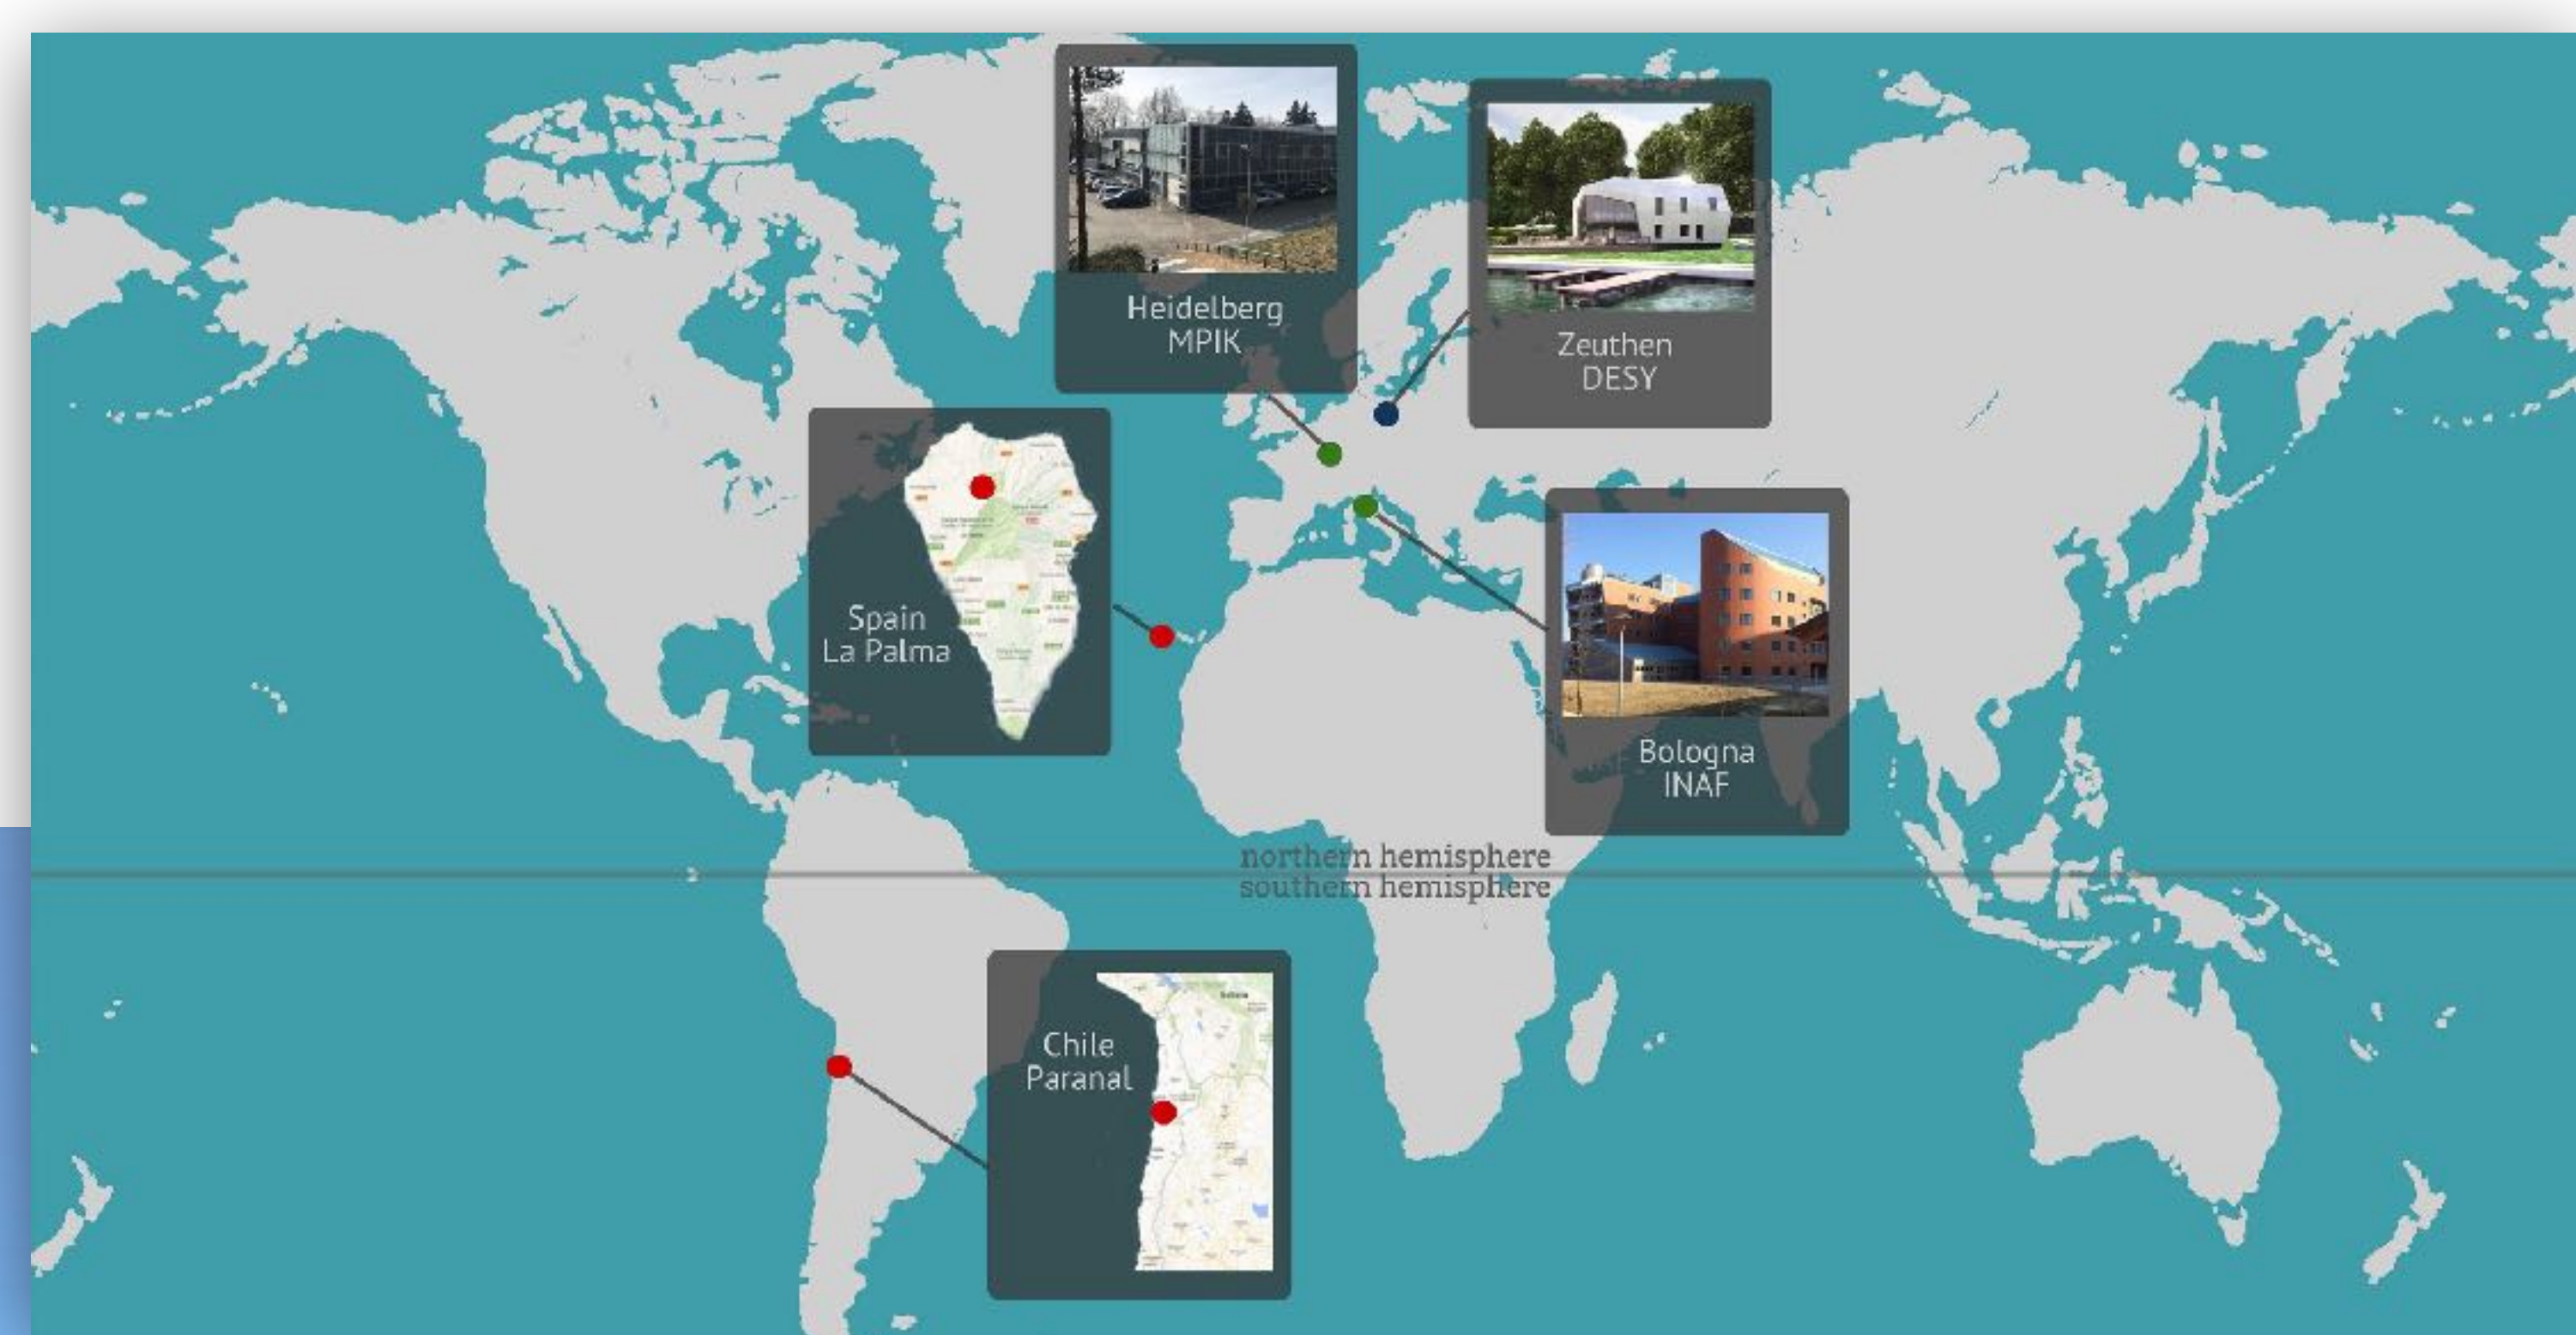 Heidelberg
MPIK
Zeuthen
DESY
Spain
La Palma
Bologna
INAF
northern hemisphere
southern hemisphere
Chile
Paranal